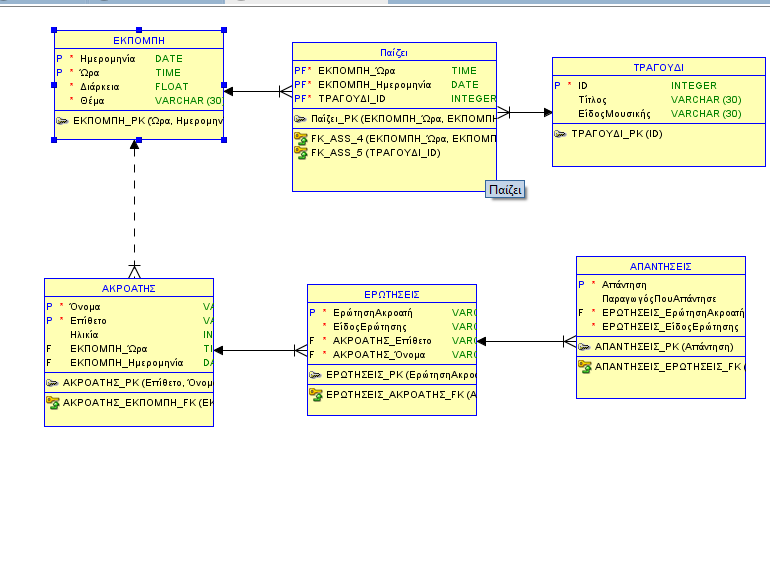 ΕΚΠΟΜΠΗ
P * Ημερομηνία DATE
P * Ώρα TIME
* Διάρκεια FLOAT
* Θέμα VARCHAR (30
ΕΚΠΟΜΠΗ_PK (Ώρα, Ημερομην
Παίζει
PF* ΕΚΠΟΜΠΗ_Ώρα TIME
PF* ΕΚΠΟΜΠΗ_Ημερομηνία DATE
PF* ΤΡΑΓΟΥΔΙ_ID INTEGER
Παίζει_PK (ΕΚΠΟΜΠΗ_Ώρα, ΕΚΠΟΜΠ
FK_ASS_4 (ΕΚΠΟΜΠΗ_Ώρα, ΕΚΠΟΜΠ
FK_ASS_5 (ΤΡΑΓΟΥΔΙ_ID)
ΤΡΑΓΟΥΔΙ
P * ID INTEGER
Τίτλος VARCHAR (30)
ΕίδοςΜουσικής VARCHAR (30)
ΤΡΑΓΟΥΔΙ_PK (ID)
Παίζει
ΑΚΡΟΑΤΗΣ
P * Όνομα VA
P * Επίθετο VA
Ηλικία IN
F ΕΚΠΟΜΠΗ_Ώρα TI
F ΕΚΠΟΜΠΗ_Ημερομηνία DA
ΑΚΡΟΑΤΗΣ_PK (Επίθετο, Όνομ
ΑΚΡΟΑΤΗΣ_ΕΚΠΟΜΠΗ_FK (ΕΚ
ΕΡΩΤΗΣΕΙΣ
P * ΕρώτησηΑκροατή VARC
* ΕίδοςΕρώτησης VARC
F * ΑΚΡΟΑΤΗΣ_Επίθετο VARC
F * ΑΚΡΟΑΤΗΣ_Όνομα VARC
ΕΡΩΤΗΣΕΙΣ_PK (ΕρώτησηΑκροα
ΕΡΩΤΗΣΕΙΣ_ΑΚΡΟΑΤΗΣ_FK (Α
ΑΠΑΝΤΗΣΕΙΣ
P * Απάντηση
ΠαραγωγόςΠουΑπάντησε
F * ΕΡΩΤΗΣΕΙΣ_ΕρώτησηΑκροατή
* ΕΡΩΤΗΣΕΙΣ_ΕίδοςΕρώτησης
ΑΠΑΝΤΗΣΕΙΣ_PK (Απάντηση)
ΑΠΑΝΤΗΣΕΙΣ_ΕΡΩΤΗΣΕΙΣ_FK (